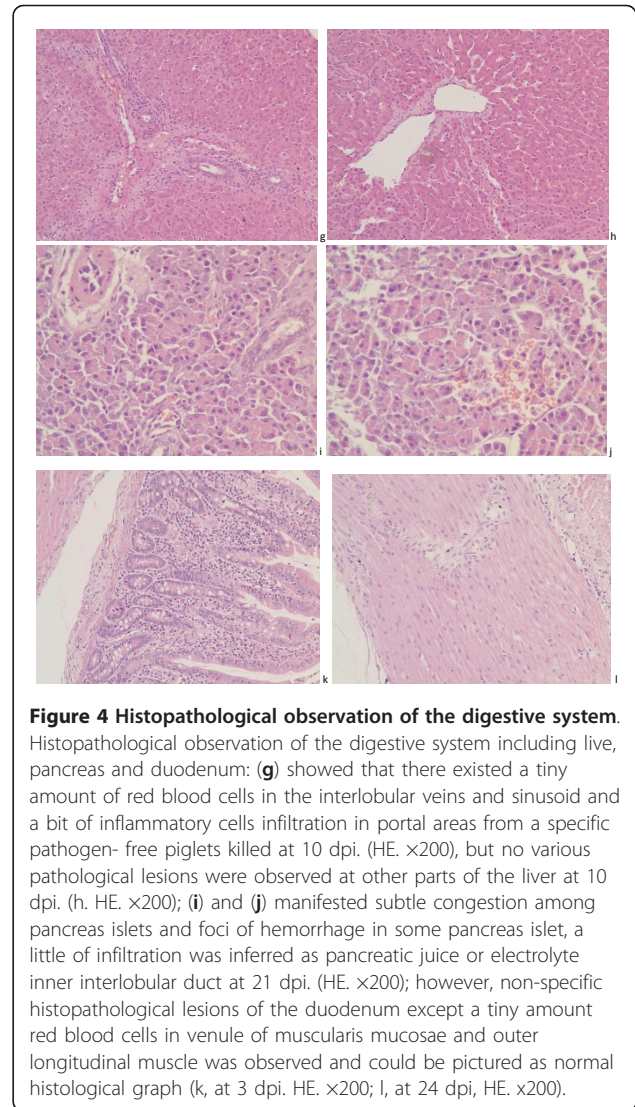 g
h
i
j
k
l
Figure 4 Histopathological observation of the digestive system.
Histopathological observation of the digestive system including live,
pancreas and duodenum: (g) showed that there existed a tiny
amount of red blood cells in the interlobular veins and sinusoid and
a bit of inflammatory cells infiltration in portal areas from a specific
pathogen- free piglets killed at 10 dpi. (HE. ×200), but no various
pathological lesions were observed at other parts of the liver at 10
dpi. (h. HE. ×200); (i) and (j) manifested subtle congestion among
pancreas islets and foci of hemorrhage in some pancreas islet, a
little of infiltration was inferred as pancreatic juice or electrolyte
inner interlobular duct at 21 dpi. (HE. ×200); however, non-specific
histopathological lesions of the duodenum except a tiny amount
red blood cells in venule of muscularis mucosae and outer
longitudinal muscle was observed and could be pictured as normal
histological graph (k, at 3 dpi. HE. ×200; l, at 24 dpi, HE. x200).